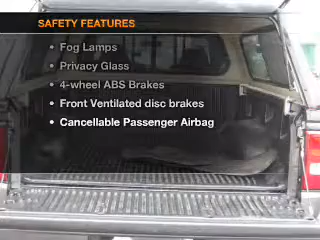 SAFETY FEATURES
• Fog Lamps
• Privacy Glass
• 4-wheel ABS Brakes
• Front Ventilated disc brakes
• Cancellable Passenger Airbag